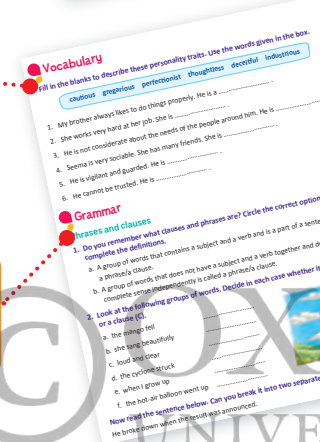 Vocabulary
Fill in the blanks to describe these personality traits. Use the words given in the box.
cautious gregarious perfectionist thoughtless deceitful industrious
1. My brother always likes to do things properly. He is a ____________ .
2. She works very hard at her job. She is ____________ .
3. He is not considerate about the needs of the people around him. He is ____________
4. Seema is very sociable. She has many friends. She is ____________ .
5. He is vigilant and guarded. He is ____________ .
6. He cannot be trusted. He is ____________ .
Grammar
Phrases and clauses
1. Do you remember what clauses and phrases are? Circle the correct option
complete the definitions.
a. A group of words that contains a subject and a verb and is part of a
a phrase/a clause.
b. A group of words that does not have a subject and a verb together and
complete sense independently is called a phrase/a clause.
2. Look at the following groups of words. Decide in each case whether
or a clause (C).
a. the mango fell
b. she sang beautifully
c. loud and clear
d. the cyclone struck
e. when I grow up
f. the hot-air balloon went up
Now read the sentence below. Can you break it into two
He broke down when the result was announced.
© OX
UNIVE